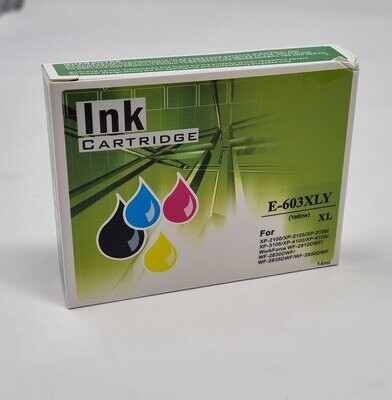 Ink
CARTRIDGE
E-603XLY
(Yellow) XL
For
XP-2100/XP-2105/XP-3100/
XP-3105/XP-4100/XP-4105/
WorkForce WF-2810DWF/
WF-2830DWF/
WF-2835DWF/WF-2850DWF
14ml